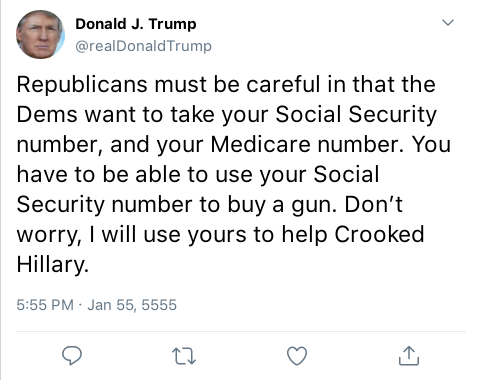 Donald J. Trump
@realDonaldTrump
Republicans must be careful in that the
Dems want to take your Social Security
number, and your Medicare number. You
have to be able to use your Social
Security number to buy a gun. Don’t
worry, I will use yours to help Crooked
Hillary.
5:55 PM · Jan 55, 5555